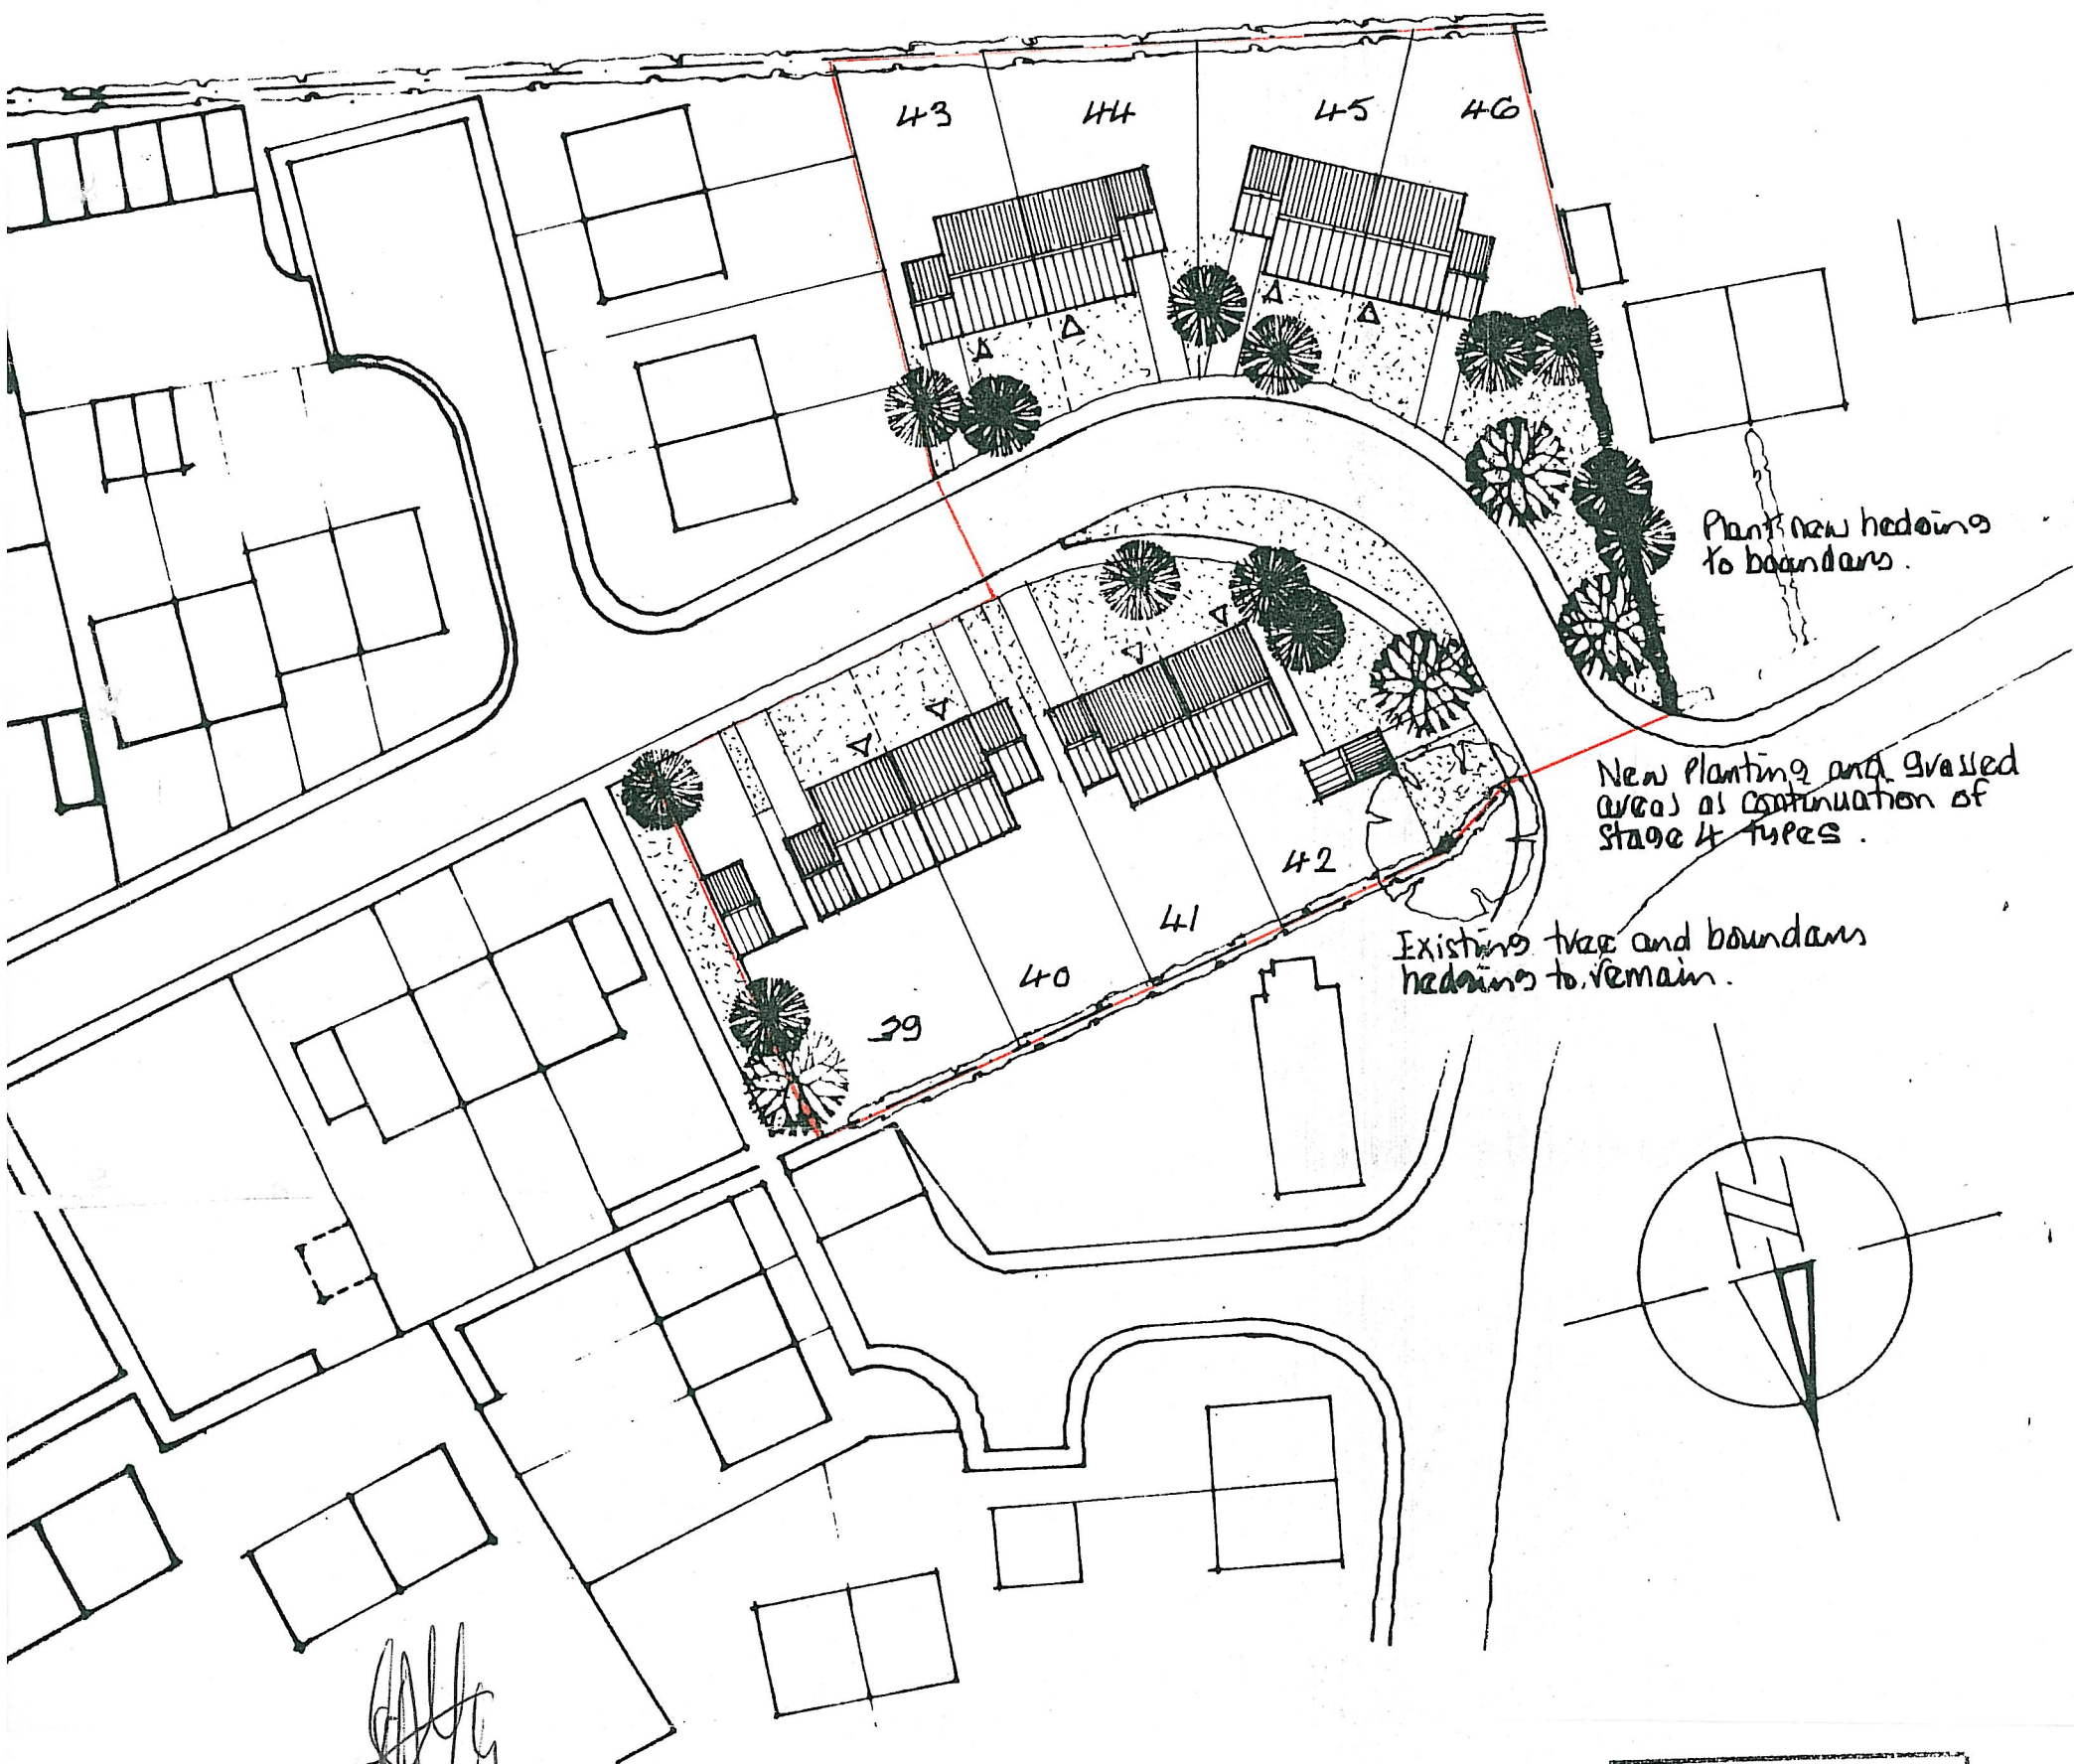 43
44
45
46
Plant new hedging
to boundary.
New Planting and grassed
areas as continuation of
stage 4 types.
42
Existing tree and boundary
hedging to remain.
41
40
39